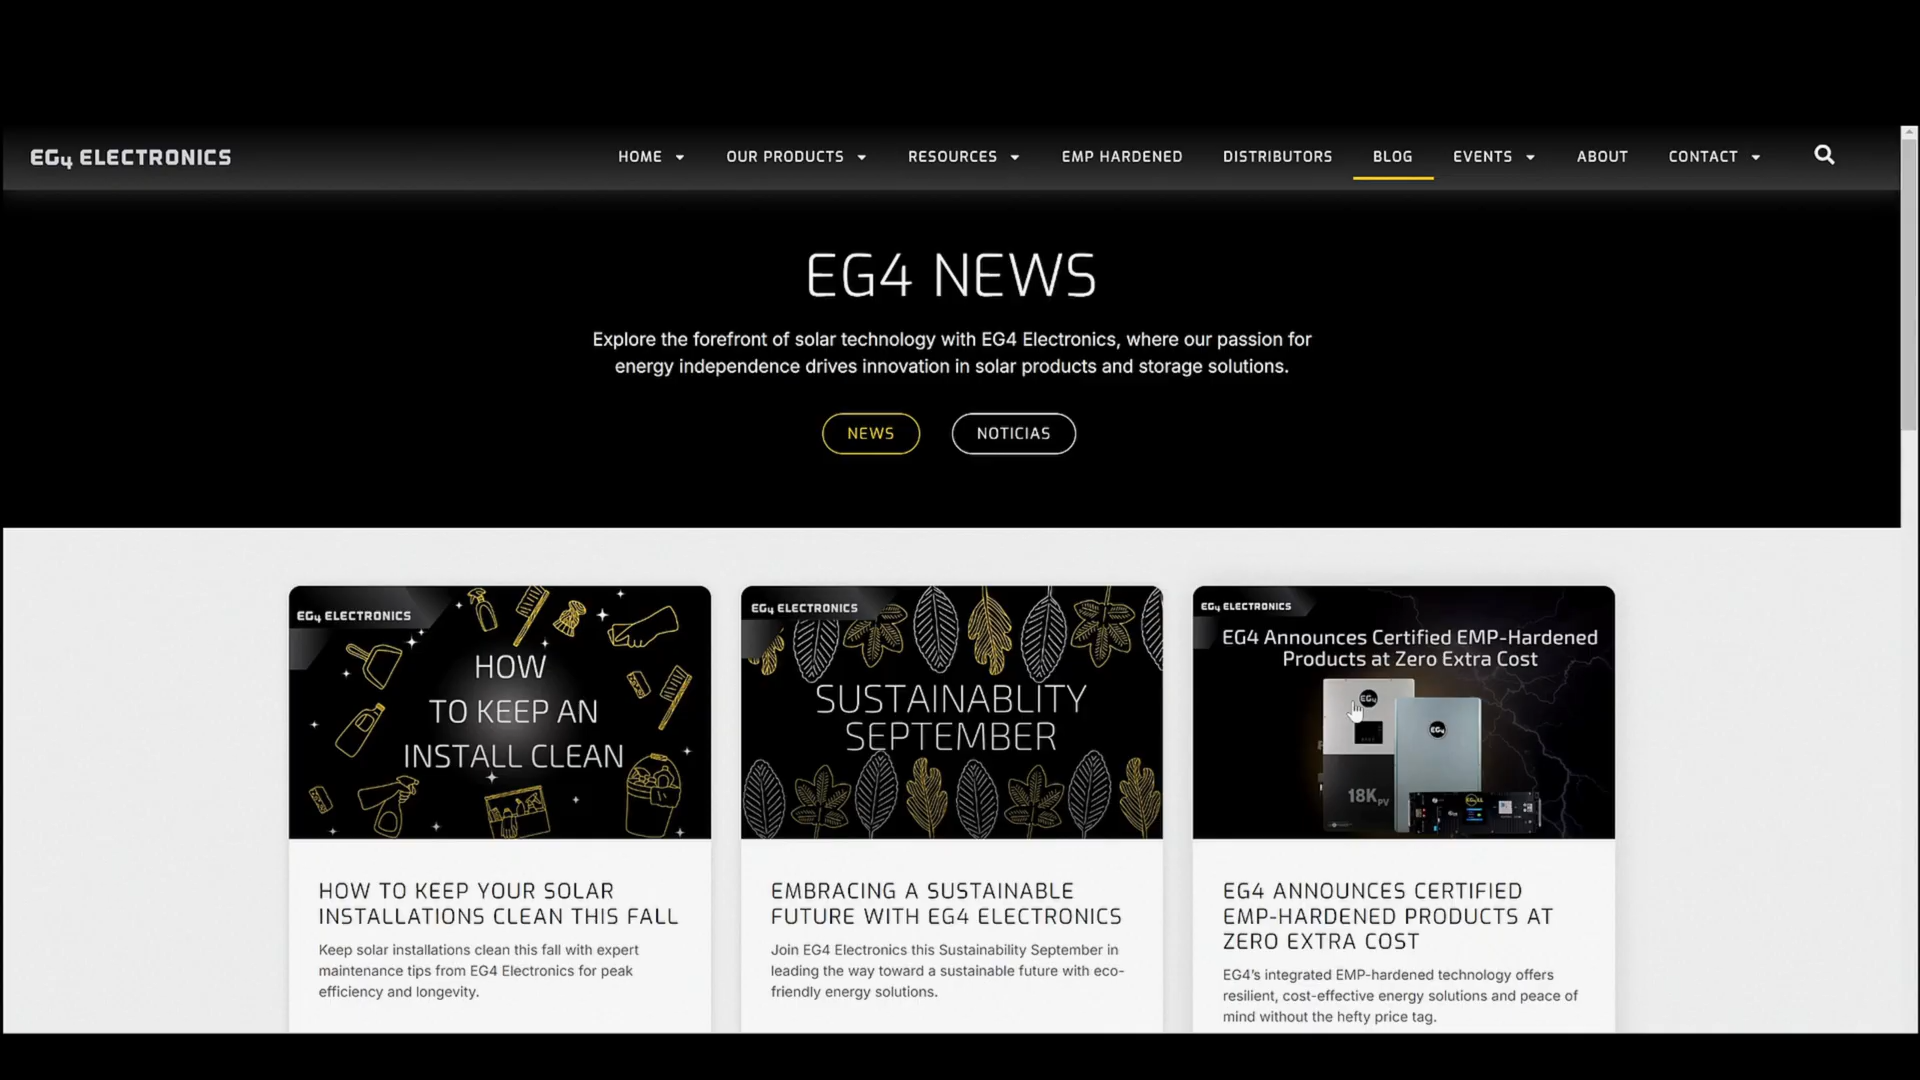 EG4 ELECTRONICS
HOME
OUR PRODUCTS
RESOURCES
EMP HARDENED
DISTRIBUTORS
BLOG
EVENTS
ABOUT
CONTACT
EG4 NEWS
Explore the forefront of solar technology with EG4 Electronics, where our passion for
energy independence drives innovation in solar products and storage solutions.
NEWS
NOTICIAS
EG4 ELECTRONICS
HOW
TO KEEP AN
INSTALL CLEAN
HOW TO KEEP YOUR SOLAR
INSTALLATIONS CLEAN THIS FALL
Keep solar installations clean this fall with expert
maintenance tips from EG4 Electronics for peak
efficiency and longevity.
EG4 ELECTRONICS
SUSTAINABLITY
SEPTEMBER
EMBRACING A SUSTAINABLE
FUTURE WITH EG4 ELECTRONICS
Join EG4 Electronics this Sustainability September in
leading the way toward a sustainable future with eco-
friendly energy solutions.
EG4 ELECTRONICS
EG4 Announces Certified EMP-Hardened
Products at Zero Extra Cost
EG4
EG4
18KPV
EG4 ANNOUNCES CERTIFIED
EMP-HARDENED PRODUCTS AT
ZERO EXTRA COST
EG4's integrated EMP-hardened technology offers
resilient, cost-effective energy solutions and peace of
mind without the hefty price tag.